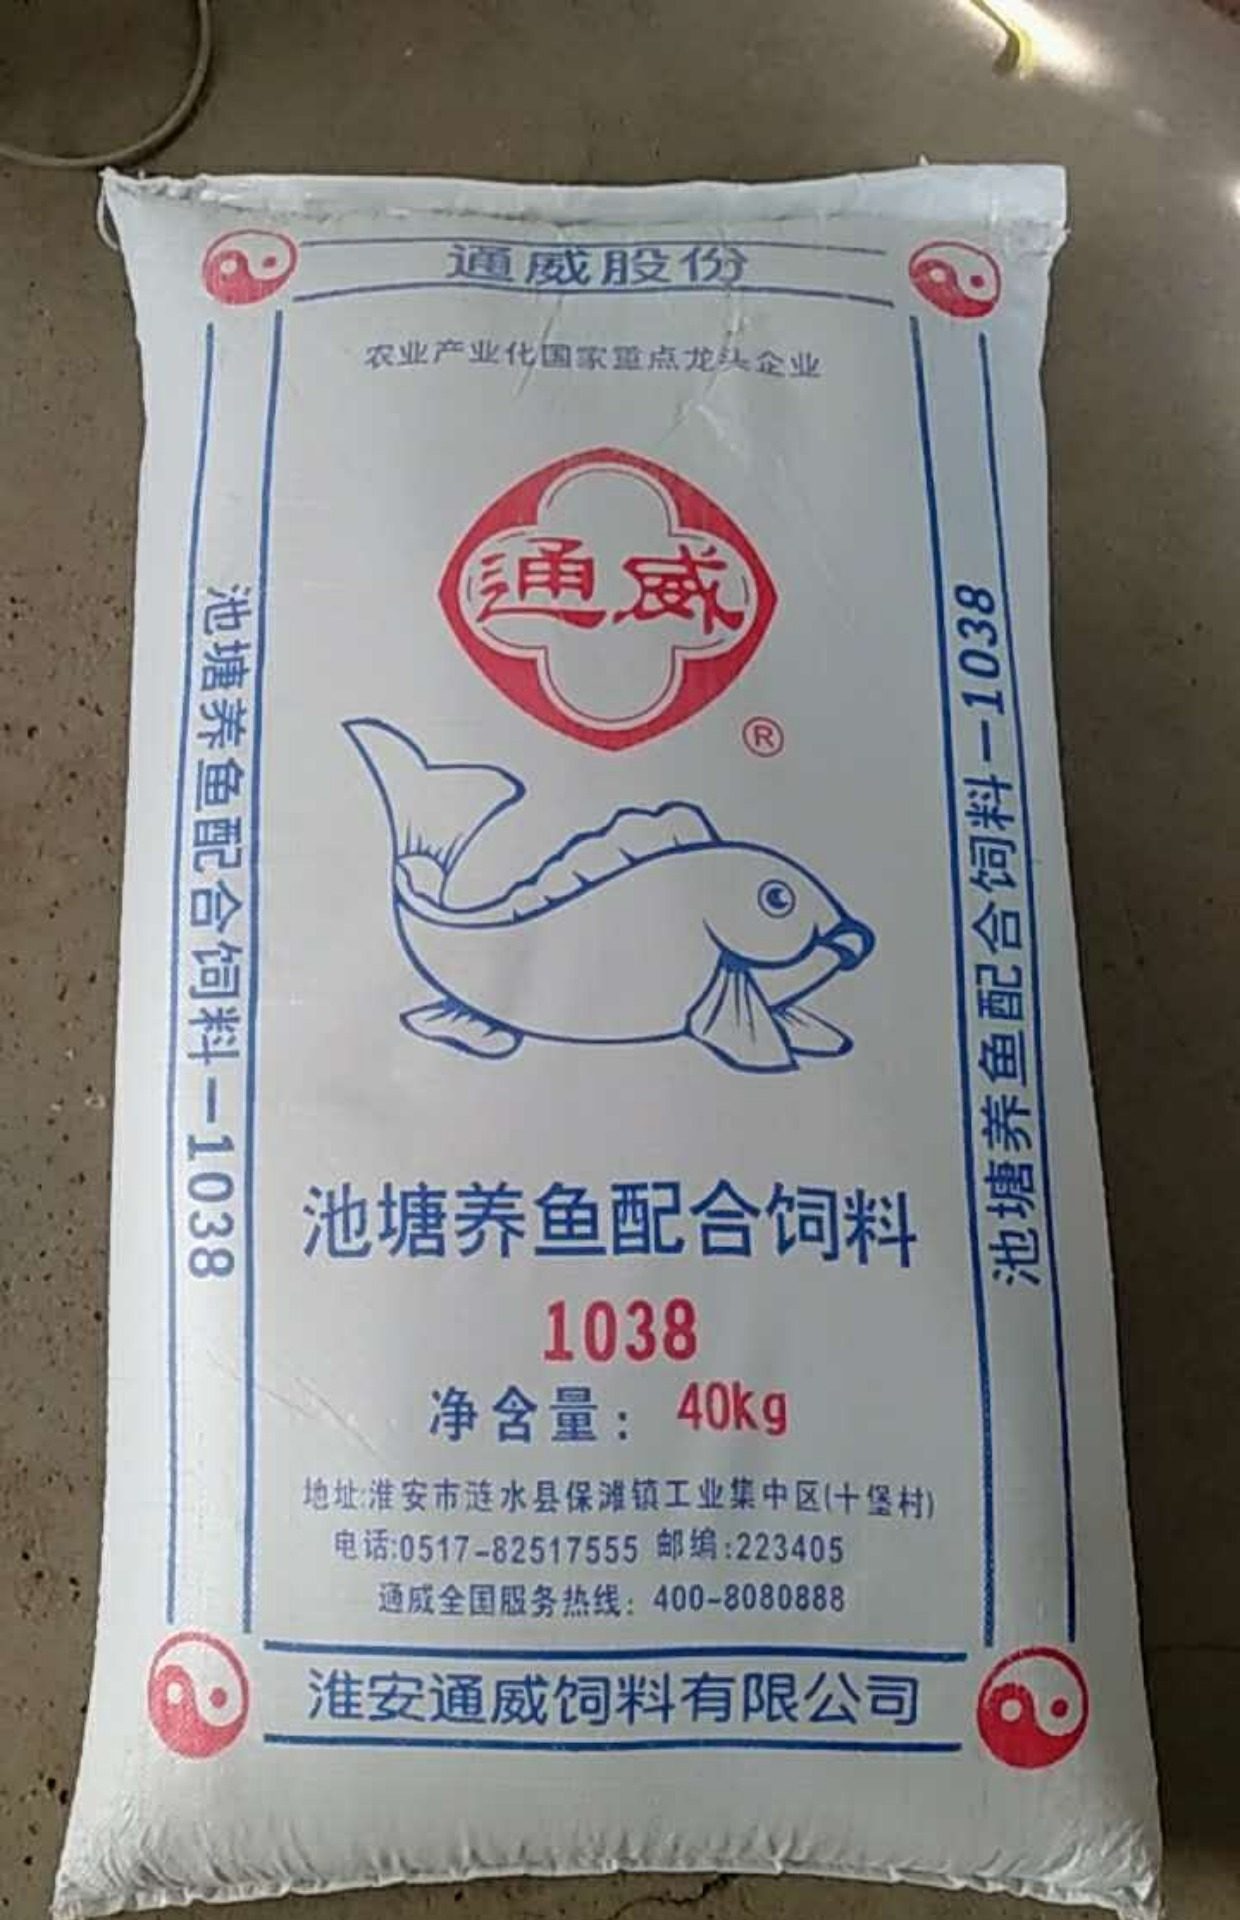 通威股份
农业产业化国家重点龙头企业
通威
®
池塘养鱼配合饲料-1038
池塘养鱼配合饲料-1038
池塘养鱼配合饲料
1038
净含量：40kg
地址:淮安市涟水县保滩镇工业集中区(十堡村)
电话:0517-82517555 邮编:223405
通威全国服务热线：400-8080888
淮安通威饲料有限公司